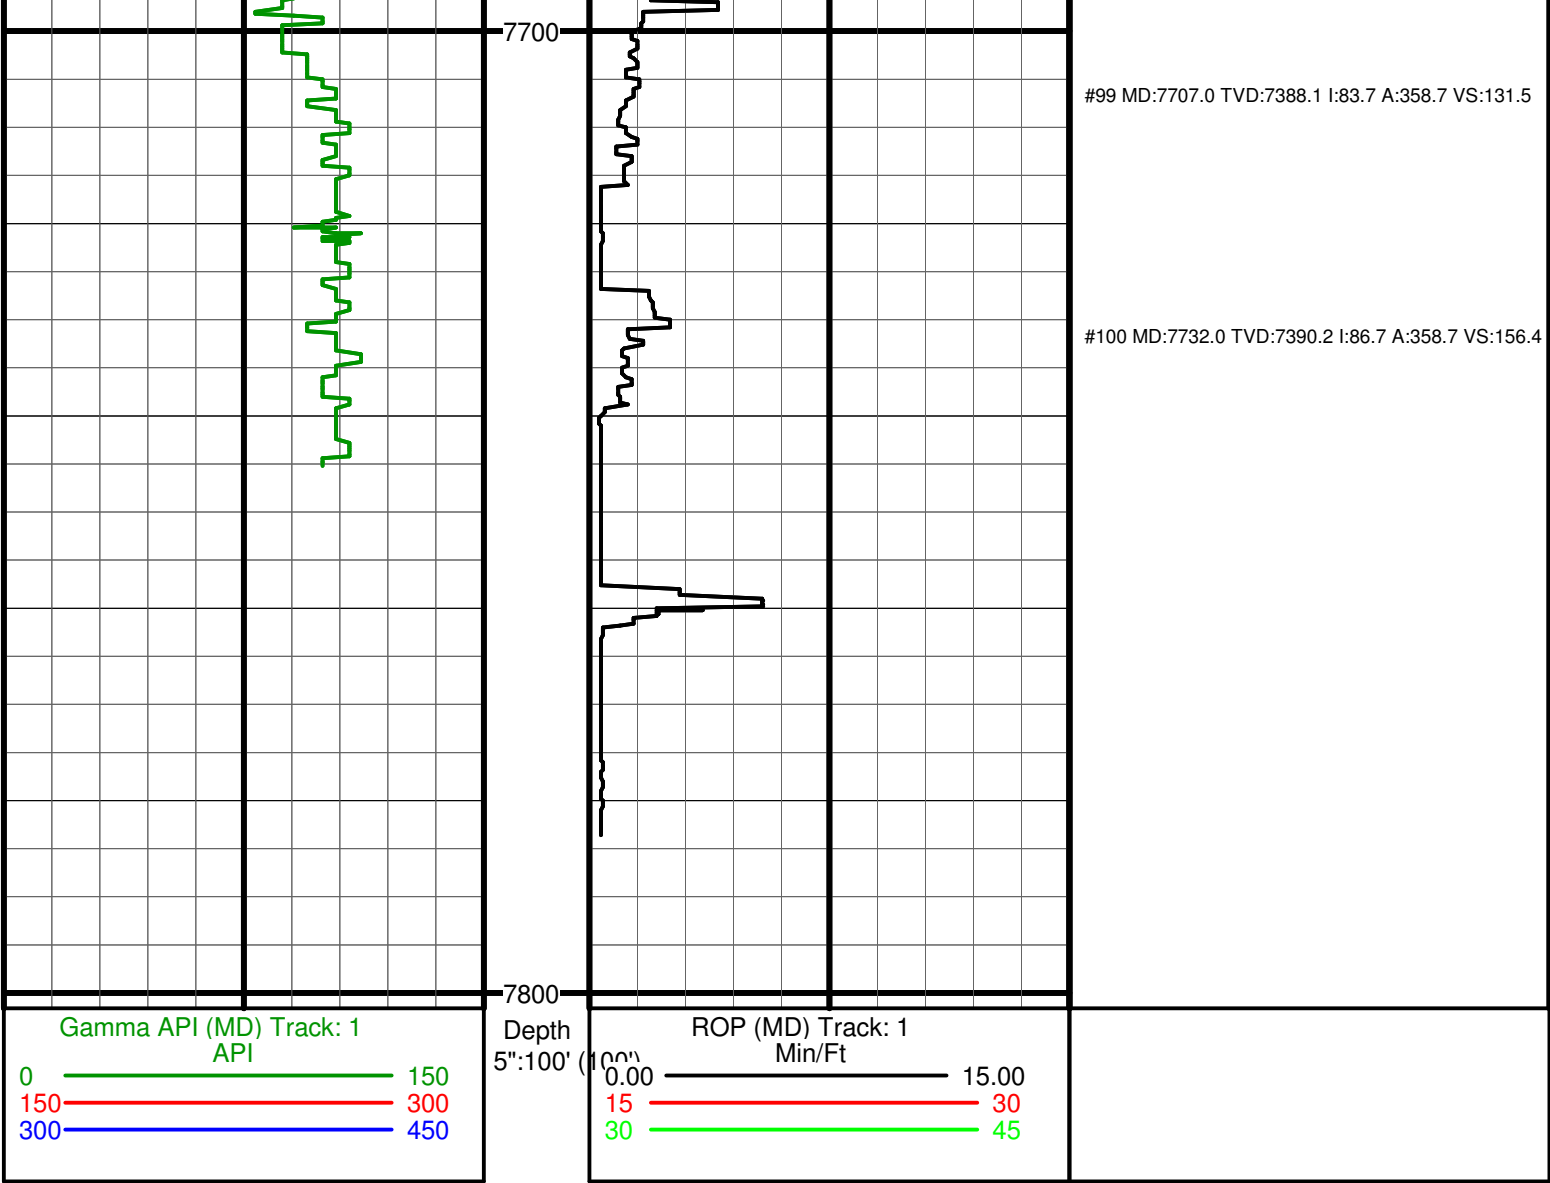 7700
#99 MD:7707.0 TVD:7388.1 I:83.7 A:358.7 VS:131.5
#100 MD:7732.0 TVD:7390.2 I:86.7 A:358.7 VS:156.4
7800
Gamma API (MD) Track: 1
API
0 150
150 300
300 450
Depth
5":100' (100')
ROP (MD) Track: 1
Min/Ft
0.00 15.00
15 30
30 45